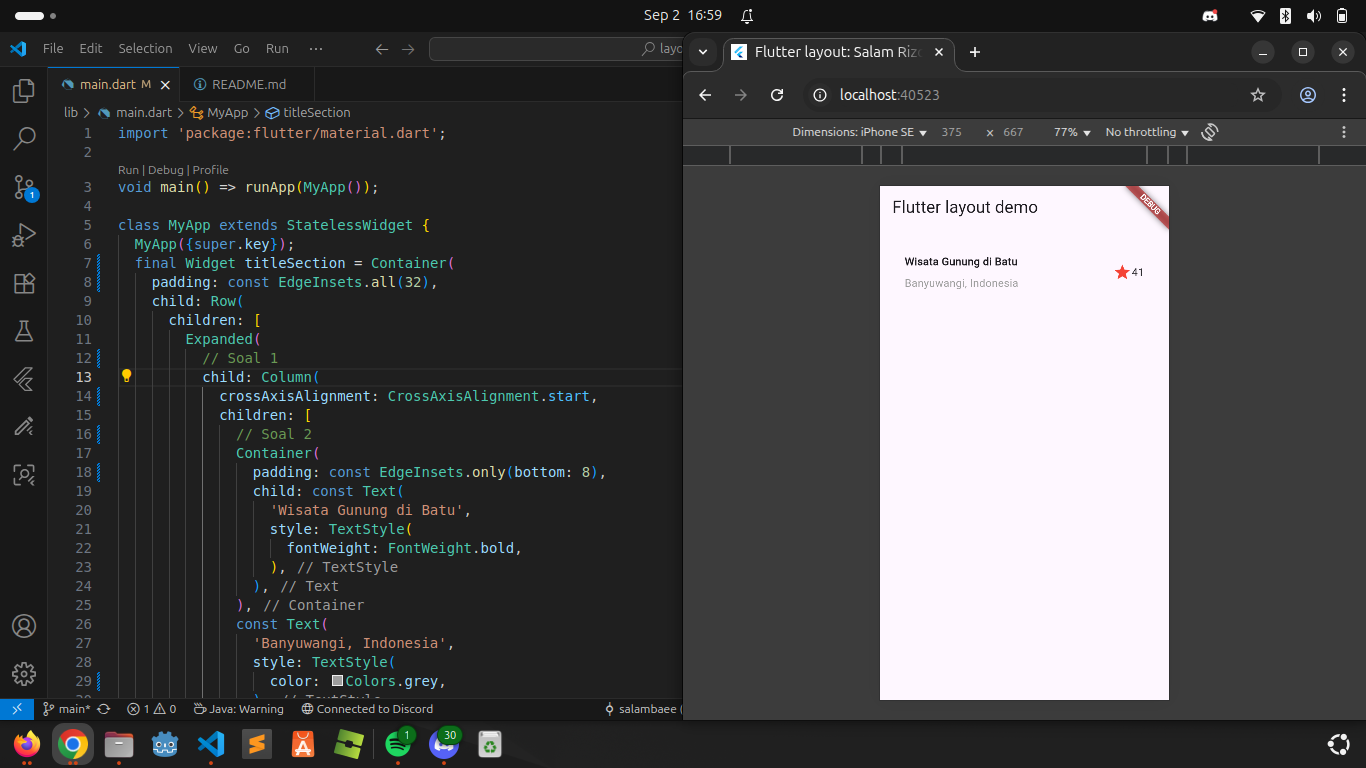 Sep 2 16:59
File Edit Selection View Go Run ···
layo
main.dart M
README.md
lib > main.dart > MyApp > titleSection
1 import 'package:flutter/material.dart';
2
Run | Debug | Profile
3 void main() => runApp(MyApp());
4
5 class MyApp extends StatelessWidget {
6 MyApp({super.key});
7 final Widget titleSection = Container(
8 padding: const EdgeInsets.all(32),
9 child: Row(
10 children: [
11 Expanded(
12 // Soal 1
13 child: Column(
14 crossAxisAlignment: CrossAxisAlignment.start,
15 children: [
16 // Soal 2
17 Container(
18 padding: const EdgeInsets.only(bottom: 8),
19 child: const Text(
20 'Wisata Gunung di Batu',
21 style: TextStyle(
22 fontWeight: FontWeight.bold,
23 ), // TextStyle
24 ), // Text
25 ), // Container
26 const Text(
27 'Banyuwangi, Indonesia',
28 style: TextStyle(
29 color: Colors.grey,
30 ), // TextStyle
1
main* 1 0 Java: Warning Connected to Discord salambaee (
Flutter layout: Salam Riz
localhost:40523
Dimensions: iPhone SE 375 x 667 77% No throttling
Flutter layout demo
DEBUG
Wisata Gunung di Batu
41
Banyuwangi, Indonesia
1
30